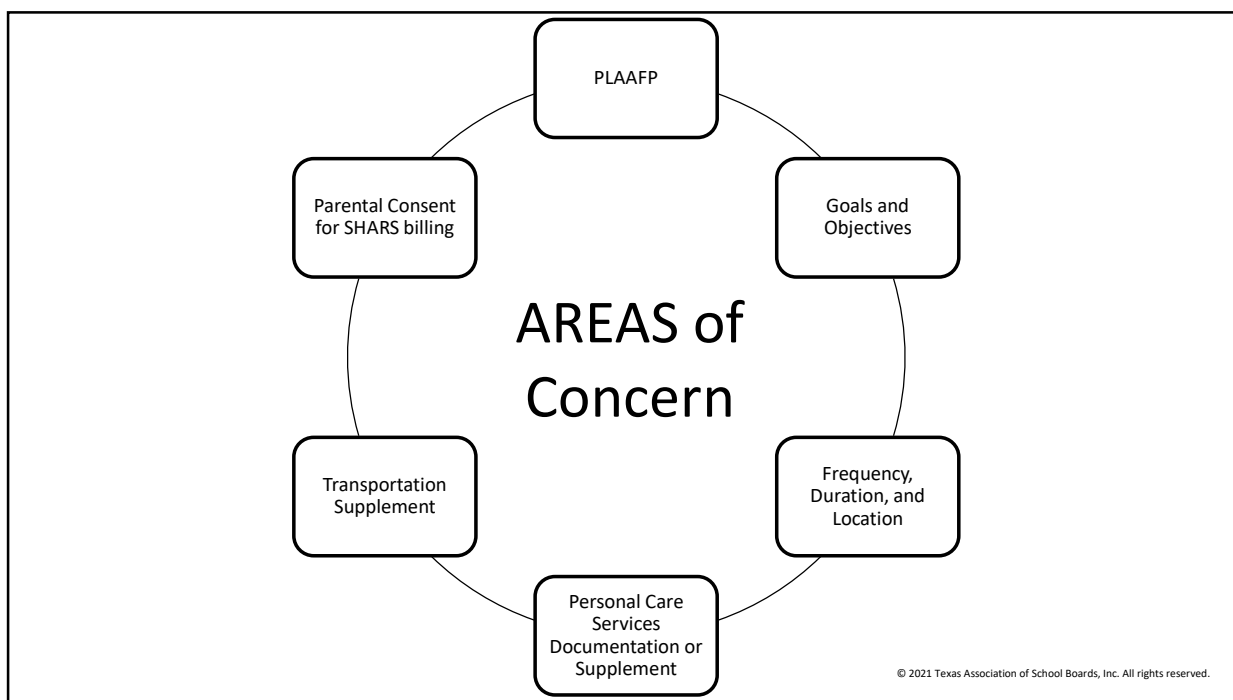 PLAAFP
Goals and
Objectives
Frequency,
Duration, and
Location
Personal Care
Services
Documentation or
Supplement
Transportation
Supplement
Parental Consent
for SHARS billing
AREAS of
Concern
© 2021 Texas Association of School Boards, Inc. All rights reserved.